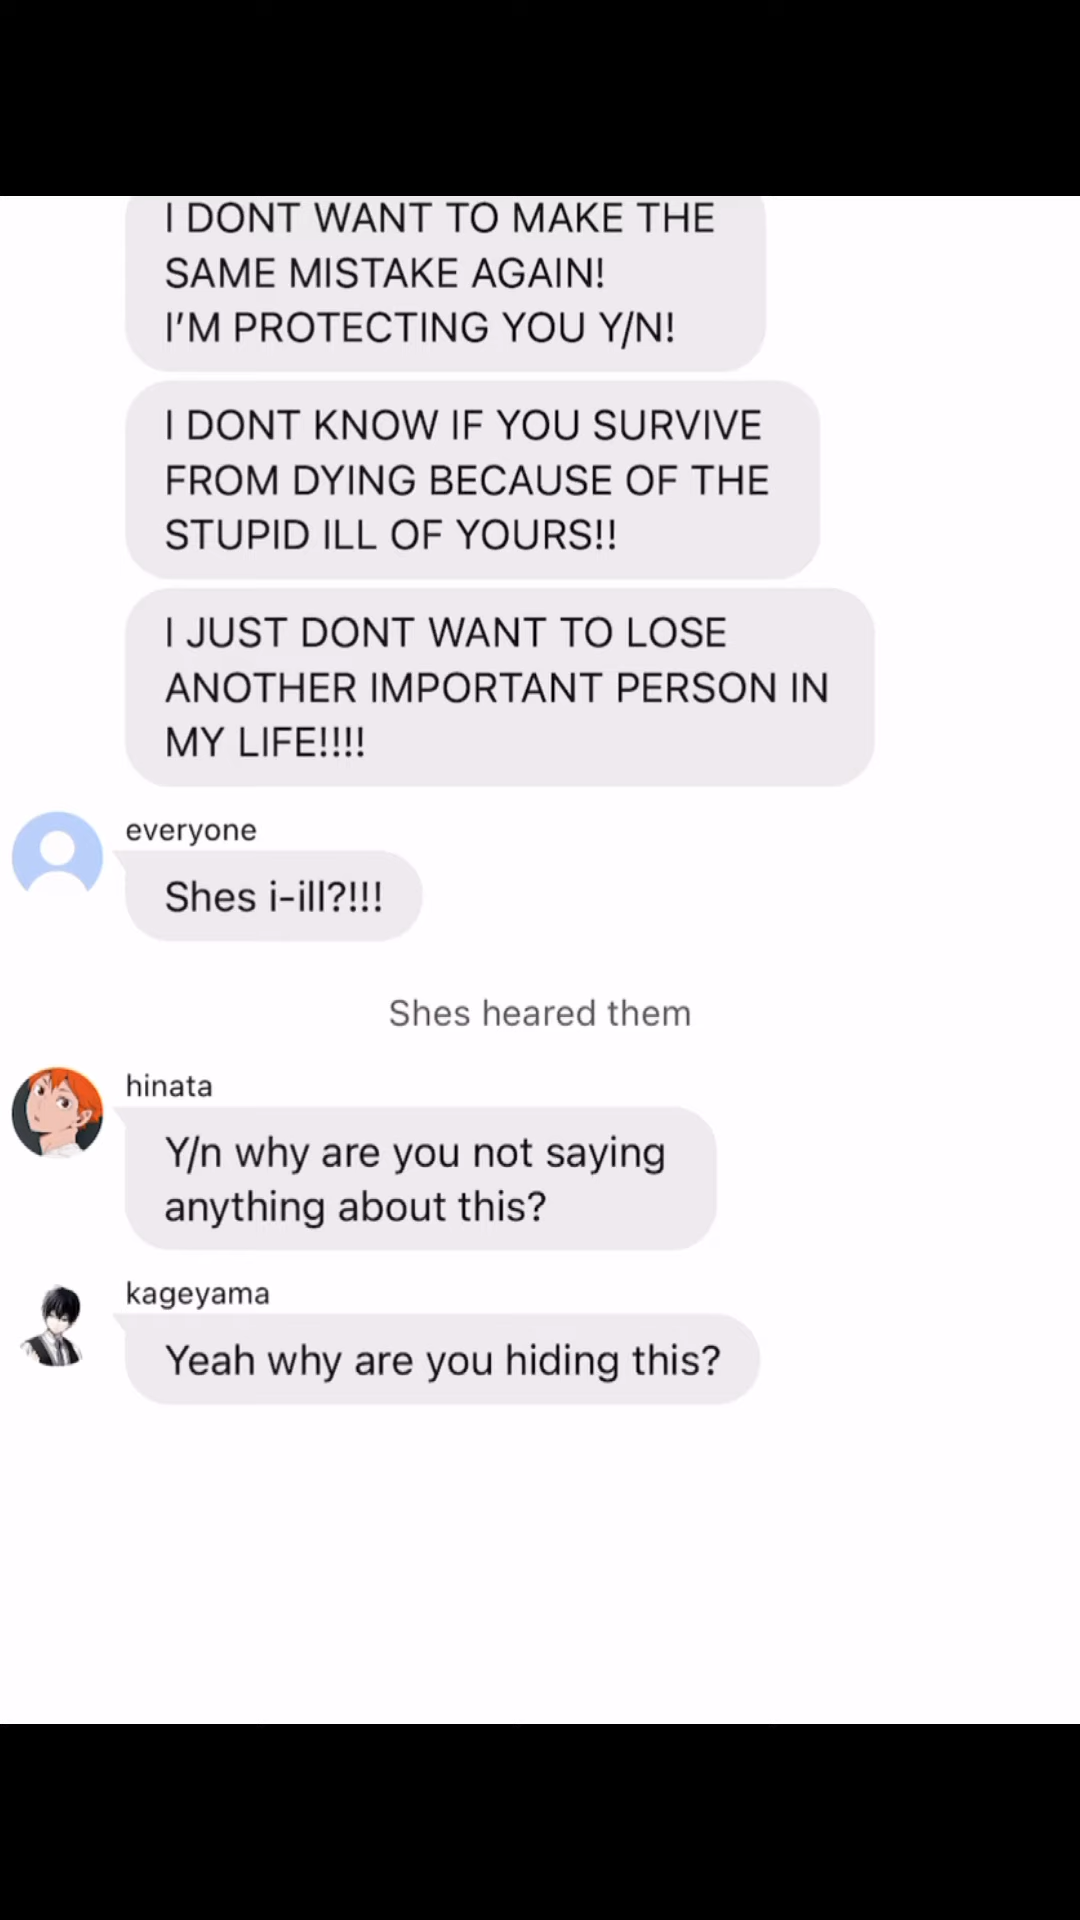 I DONT WANT TO MAKE THE
SAME MISTAKE AGAIN!
I'M PROTECTING YOU Y/N!
I DONT KNOW IF YOU SURVIVE
FROM DYING BECAUSE OF THE
STUPID ILL OF YOURS!!
I JUST DONT WANT TO LOSE
ANOTHER IMPORTANT PERSON IN
MY LIFE!!!!
everyone
Shes i-ill?!!!
Shes heared them
hinata
Y/n why are you not saying
anything about this?
kageyama
Yeah why are you hiding this?